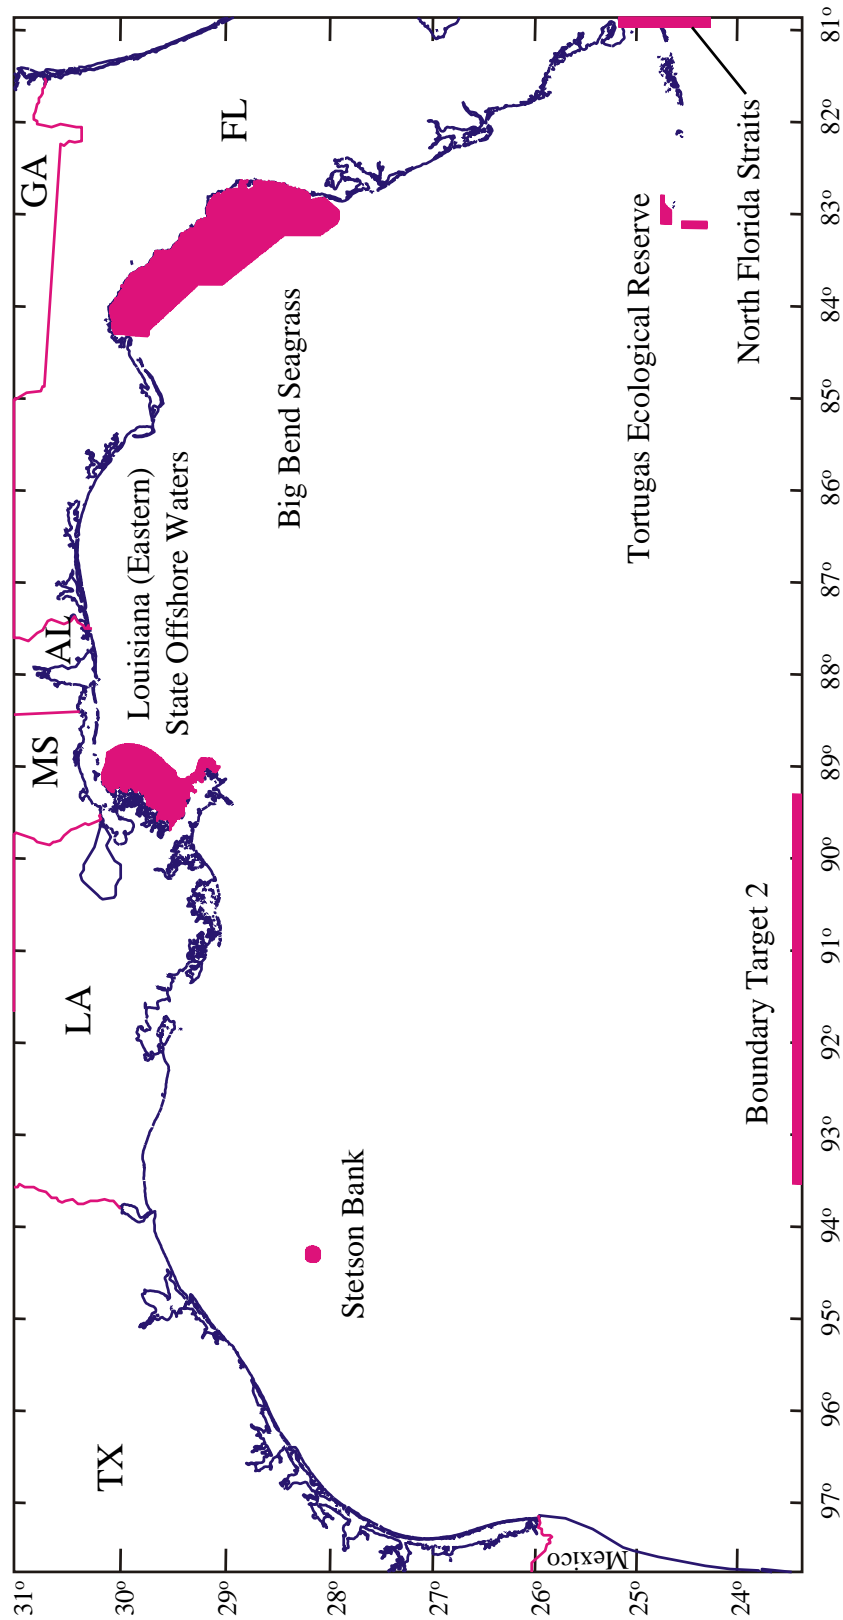 GA
FL
AL
MS
LA
TX
Mexico
Louisiana (Eastern)
State Offshore Waters
Big Bend Seagrass
Tortugas Ecological Reserve
North Florida Straits
Stetson Bank
Boundary Target 2
31°
30°
29°
28°
27°
26°
25°
24°
97°
96°
95°
94°
93°
92°
91°
90°
89°
88°
87°
86°
85°
84°
83°
82°
81°